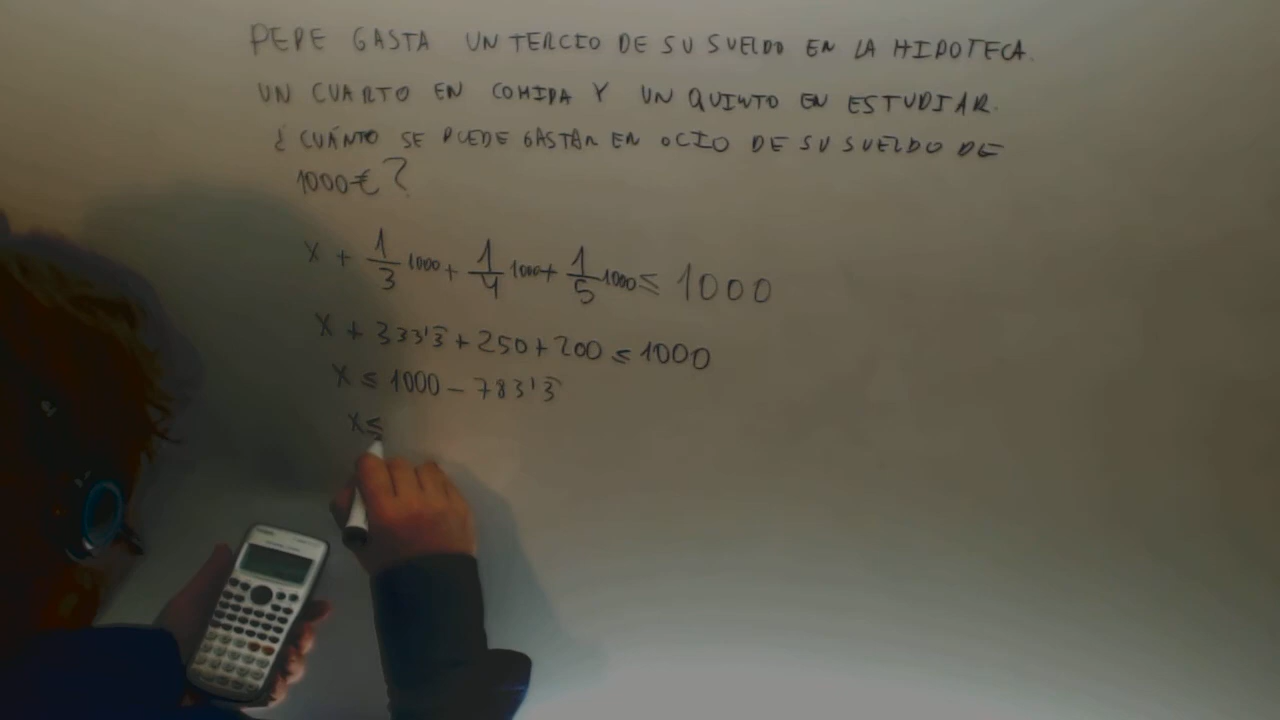 PEPE GASTA UN TERCIO DE SU SUELDO EN LA HIPOTECA.
UN CUARTO EN COMIDA Y UN QUINTO EN ESTUDIAR.
¿CUÁNTO SE PUEDE GASTAR EN OCIO DE SU SUELDO DE
1000€?
x + 1/3 1000 + 1/4 1000 + 1/5 1000 ≤ 1000
x + 333'3̅ + 250 + 200 ≤ 1000
x ≤ 1000 - 783'3̅
x ≤